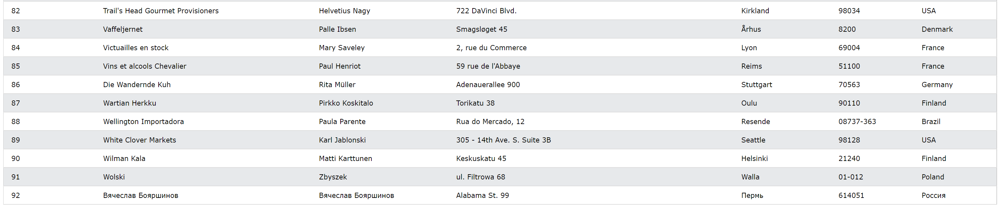 82 Trail's Head Gourmet Provisioners Helvetius Nagy 722 DaVinci Blvd. Kirkland 98034 USA
83 Vaffeljernet Palle Ibsen Smagsløget 45 Århus 8200 Denmark
84 Victuailles en stock Mary Saveley 2, rue du Commerce Lyon 69004 France
85 Vins et alcools Chevalier Paul Henriot 59 rue de l'Abbaye Reims 51100 France
86 Die Wandernde Kuh Rita Müller Adenauerallee 900 Stuttgart 70563 Germany
87 Wartian Herkku Pirkko Koskitalo Torikatu 38 Oulu 90110 Finland
88 Wellington Importadora Paula Parente Rua do Mercado, 12 Resende 08737-363 Brazil
89 White Clover Markets Karl Jablonski 305 - 14th Ave. S. Suite 3B Seattle 98128 USA
90 Wilman Kala Matti Karttunen Keskuskatu 45 Helsinki 21240 Finland
91 Wolski Zbyszek ul. Filtrowa 68 Walla 01-012 Poland
92 Вячеслав Бояршинов Вячеслав Бояршинов Alabama St. 99 Пермь 614051 Россия